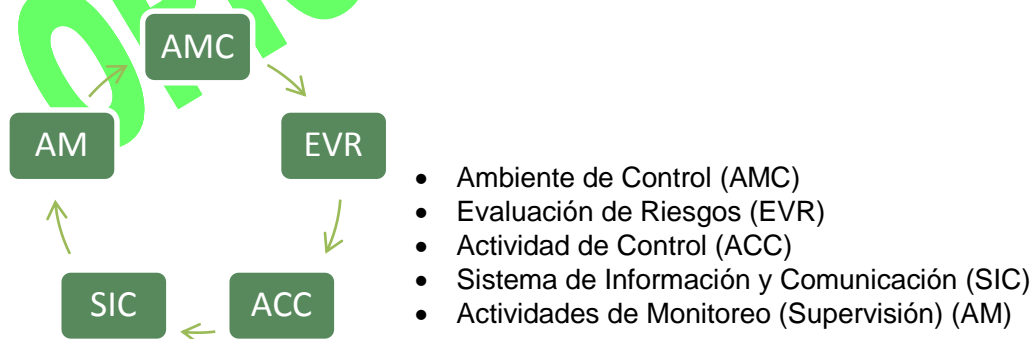 AMC
AM
EVR
SIC
ACC
• Ambiente de Control (AMC)
• Evaluación de Riesgos (EVR)
• Actividad de Control (ACC)
• Sistema de Información y Comunicación (SIC)
• Actividades de Monitoreo (Supervisión) (AM)